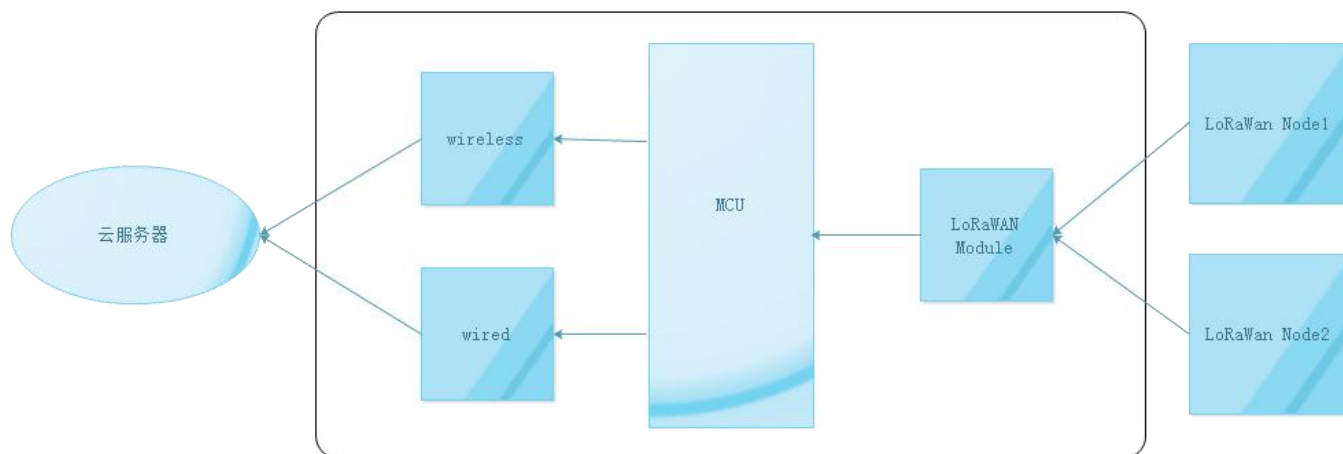 云服务器
wireless
wired
MCU
LoRaWAN
Module
LoRaWan Node1
LoRaWan Node2